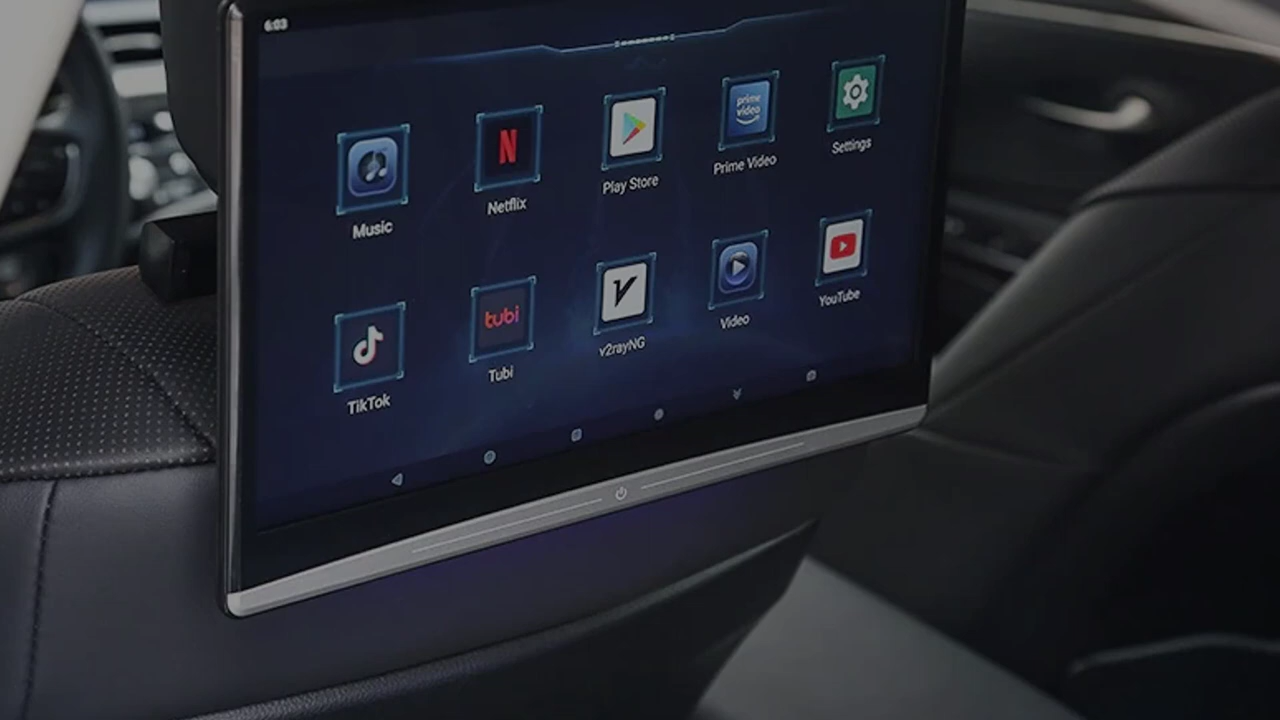 6:03
Music
N
Netflix
Play Store
prime
video
Prime Video
Settings
TikTok
tubi
Tubi
V
v2rayNG
Video
YouTube